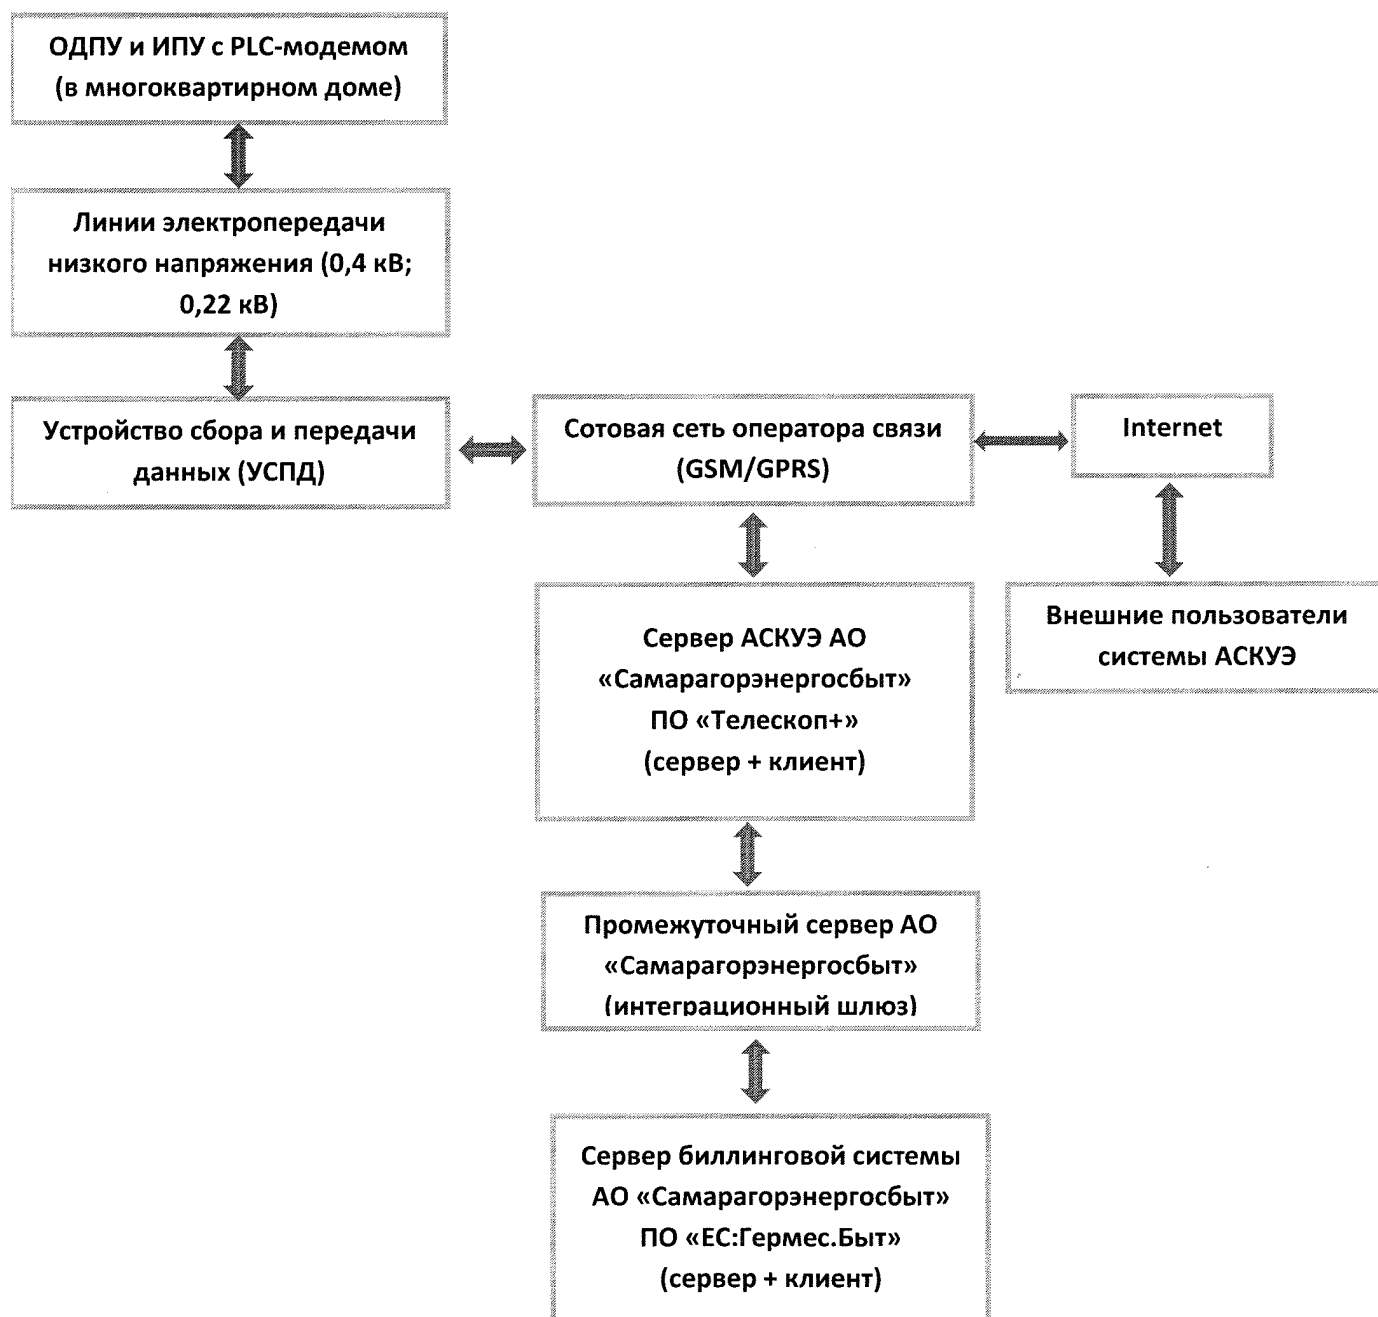 ОДПУ и ИПУ с PLC-модемом
(в многоквартирном доме)
Линии электропередачи
низкого напряжения (0,4 кВ;
0,22 кВ)
Устройство сбора и передачи
данных (УСПД)
Сотовая сеть оператора связи
(GSM/GPRS)
Internet
Внешние пользователи
системы АСКУЭ
Сервер АСКУЭ АО
«Самарагорэнергосбыт»
ПО «Телескоп+»
(сервер + клиент)
Промежуточный сервер АО
«Самарагорэнергосбыт»
(интеграционный шлюз)
Сервер биллинговой системы
АО «Самарагорэнергосбыт»
ПО «ЕС:Гермес.Быт»
(сервер + клиент)